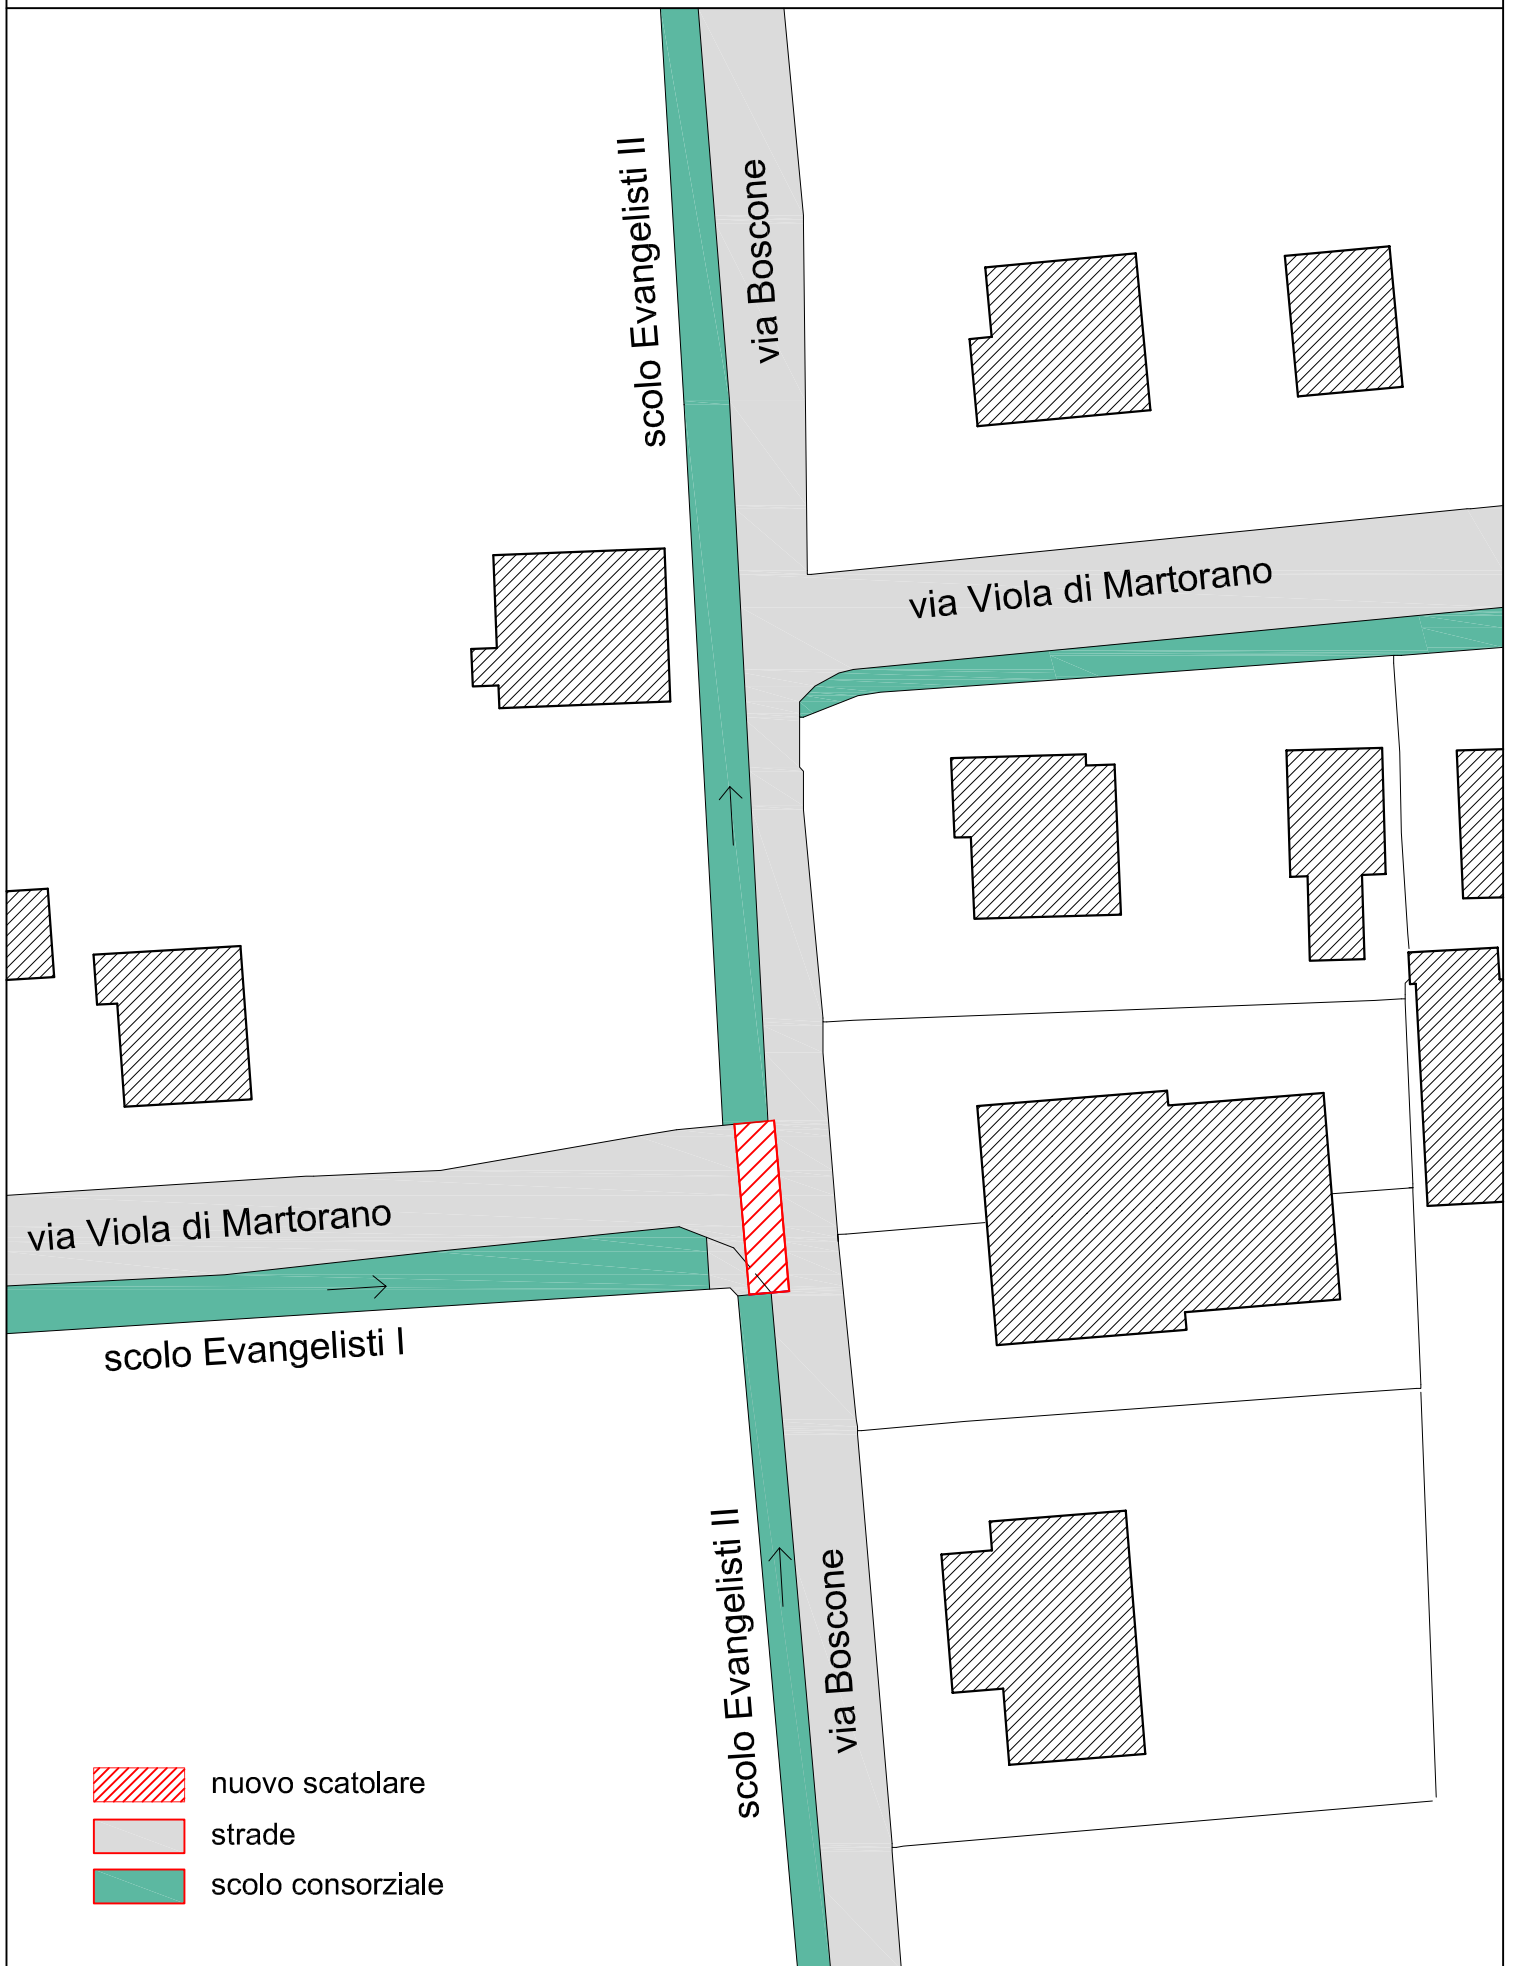 scolo Evangelisti II
via Boscone
via Viola di Martorano
via Viola di Martorano
scolo Evangelisti I
scolo Evangelisti II
via Boscone
nuovo scatolare
strade
scolo consorziale